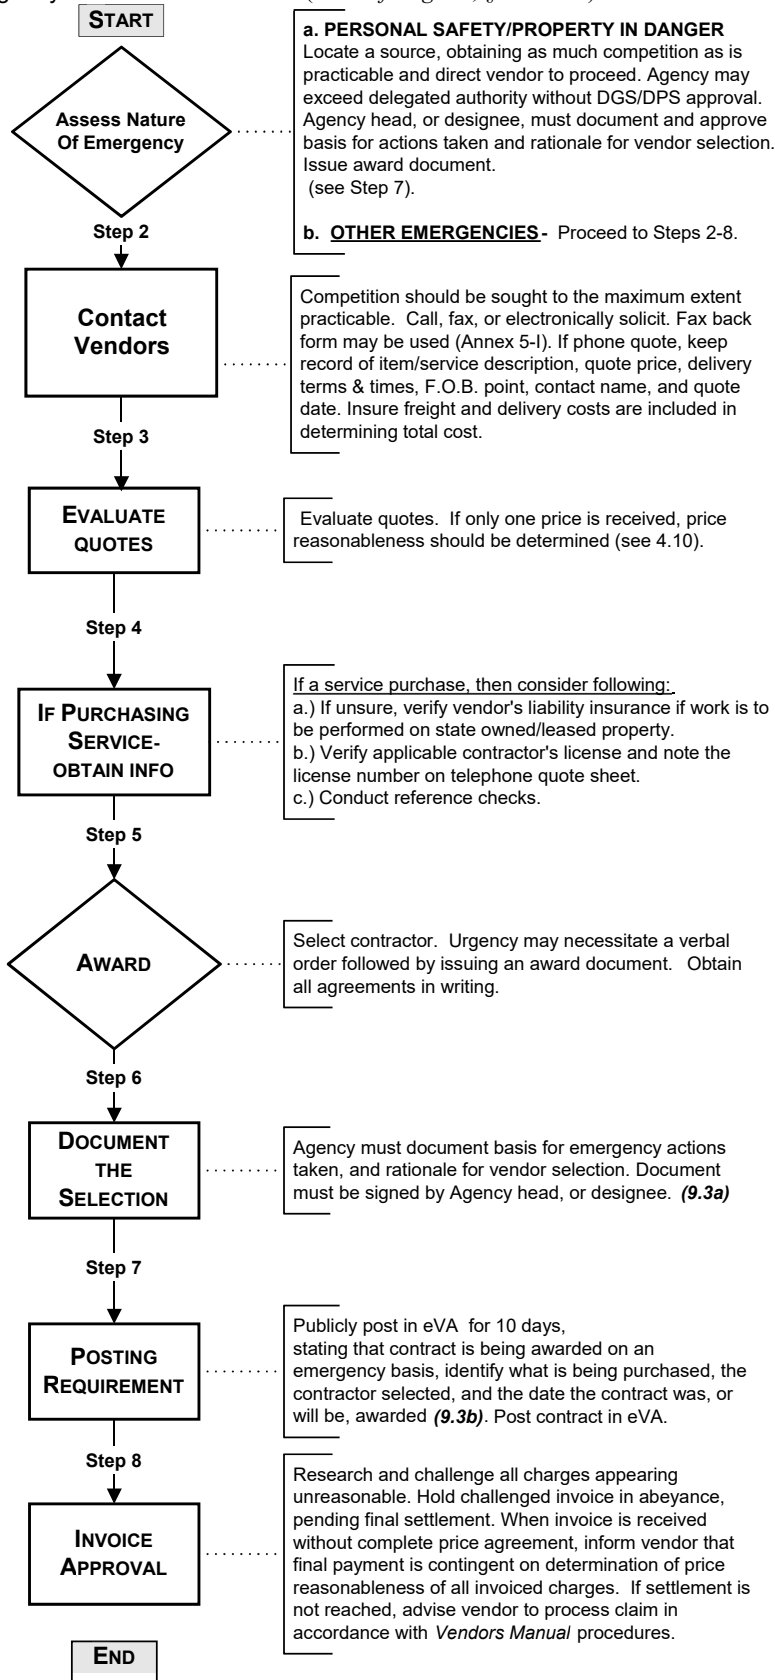 START
Assess Nature
Of Emergency
a. PERSONAL SAFETY/PROPERTY IN DANGER
Locate a source, obtaining as much competition as is
practicable and direct vendor to proceed. Agency may
exceed delegated authority without DGS/DPS approval.
Agency head, or designee, must document and approve
basis for actions taken and rationale for vendor selection.
Issue award document.
(see Step 7).
b. OTHER EMERGENCIES- Proceed to Steps 2-8.
Step 2
Contact
Vendors
Competition should be sought to the maximum extent
practicable. Call, fax, or electronically solicit. Fax back
form may be used (Annex 5-I). If phone quote, keep
record of item/service description, quote price, delivery
terms & times, F.O.B. point, contact name, and quote
date. Insure freight and delivery costs are included in
determining total cost.
Step 3
EVALUATE
QUOTES
Evaluate quotes. If only one price is received, price
reasonableness should be determined (see 4.10).
Step 4
IF PURCHASING
SERVICE-
OBTAIN INFO
If a service purchase, then consider following:
a.) If unsure, verify vendor's liability insurance if work is to
be performed on state owned/leased property.
b.) Verify applicable contractor's license and note the
license number on telephone quote sheet.
c.) Conduct reference checks.
Step 5
AWARD
Select contractor. Urgency may necessitate a verbal
order followed by issuing an award document. Obtain
all agreements in writing.
Step 6
DOCUMENT
THE
SELECTION
Agency must document basis for emergency actions
taken, and rationale for vendor selection. Document
must be signed by Agency head, or designee. (9.3a)
Step 7
POSTING
REQUIREMENT
Publicly post in eVA for 10 days,
stating that contract is being awarded on an
emergency basis, identify what is being purchased, the
contractor selected, and the date the contract was, or
will be, awarded (9.3b). Post contract in eVA.
Step 8
INVOICE
APPROVAL
Research and challenge all charges appearing
unreasonable. Hold challenged invoice in abeyance,
pending final settlement. When invoice is received
without complete price agreement, inform vendor that
final payment is contingent on determination of price
reasonableness of all invoiced charges. If settlement is
not reached, advise vendor to process claim in
accordance with Vendors Manual procedures.
END